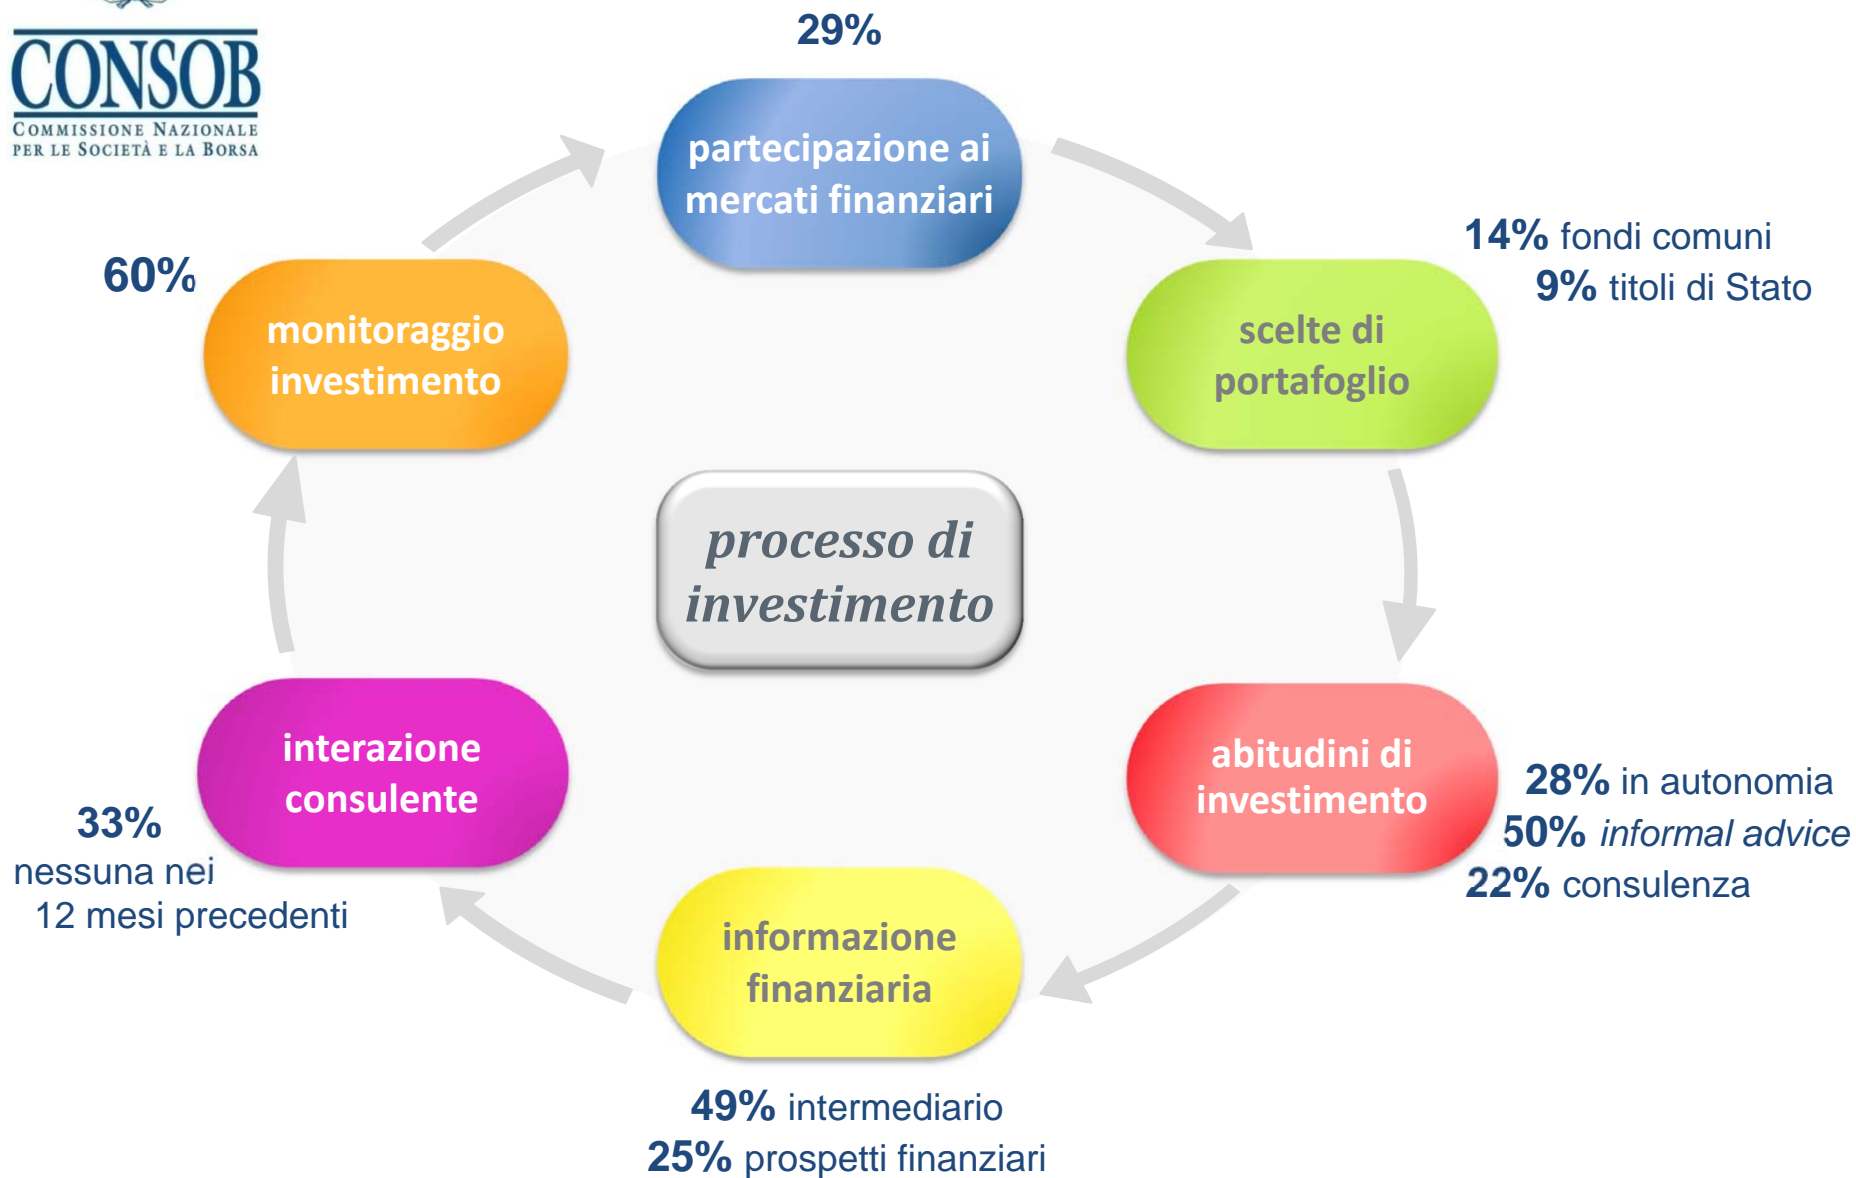 CONSOB
COMMISSIONE NAZIONALE
PER LE SOCIETÀ E LA BORSA
29%
partecipazione ai
mercati finanziari
14% fondi comuni
9% titoli di Stato
scelte di
portafoglio
abitudini di
investimento
28% in autonomia
50% informal advice
22% consulenza
informazione
finanziaria
49% intermediario
25% prospetti finanziari
interazione
consulente
33%
nessuna nei
12 mesi precedenti
60%
monitoraggio
investimento
processo di
investimento